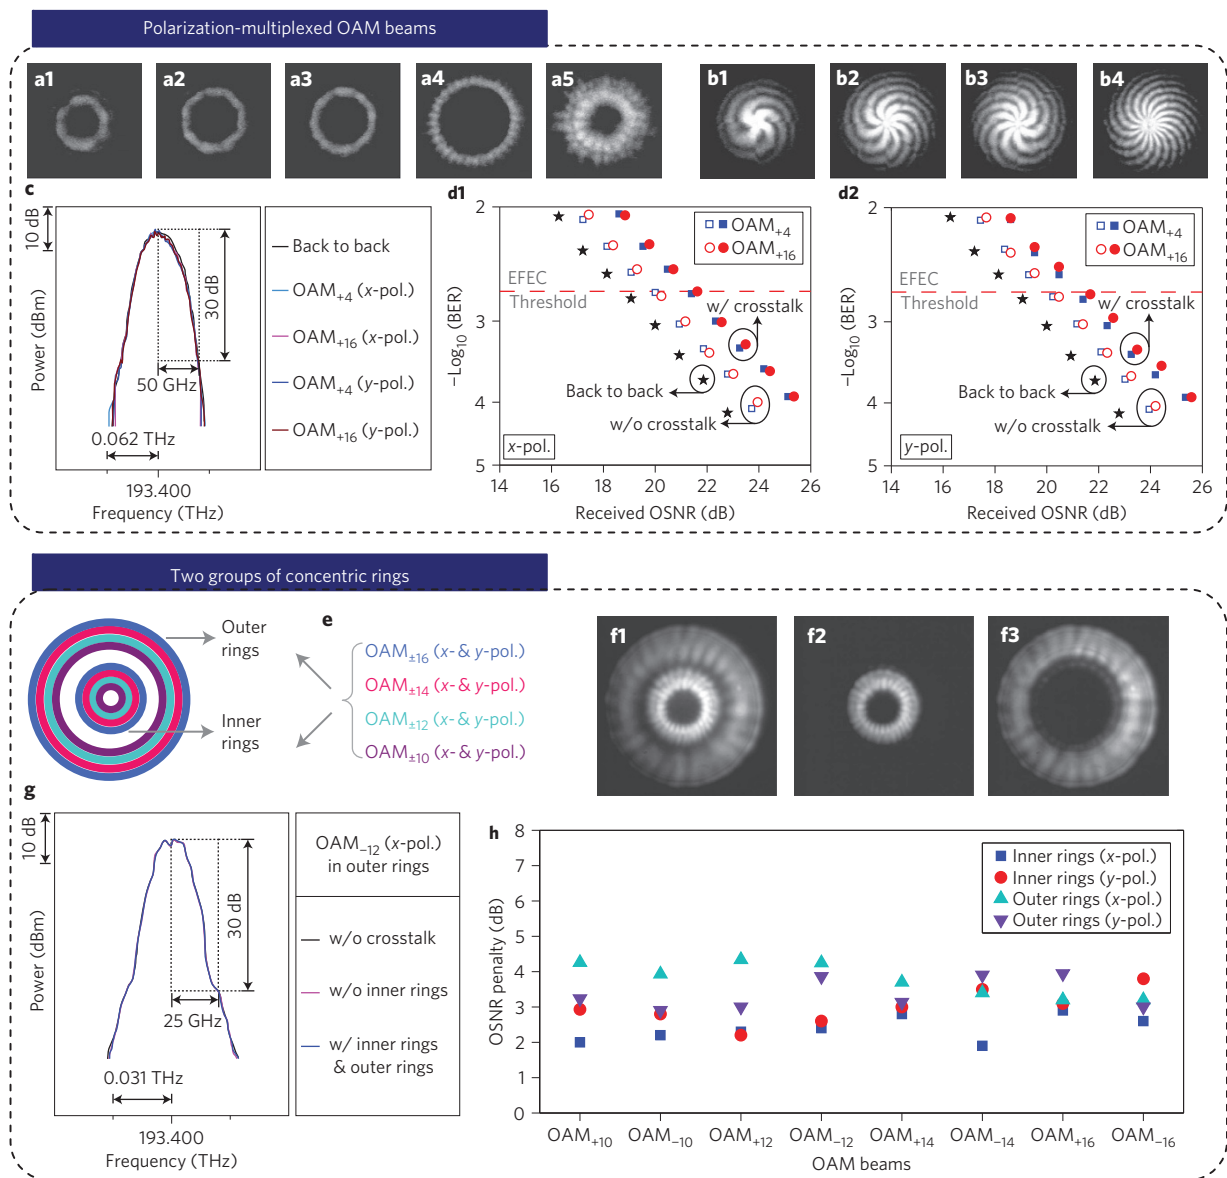 Polarization-multiplexed OAM beams
a1
a2
a3
a4
a5
b1
b2
b3
b4
c
10 dB
Power (dBm)
30 dB
50 GHz
0.062 THz
193.400
Frequency (THz)
Back to back
OAM+4 (x-pol.)
OAM+16 (x-pol.)
OAM+4 (y-pol.)
OAM+16 (y-pol.)
d1
2
3
4
5
−Log10 (BER)
OAM+4
OAM+16
EFEC
Threshold
w/ crosstalk
Back to back
w/o crosstalk
x-pol.
14 16 18 20 22 24 26
Received OSNR (dB)
d2
2
3
4
5
−Log10 (BER)
OAM+4
OAM+16
EFEC
Threshold
w/ crosstalk
Back to back
w/o crosstalk
y-pol.
14 16 18 20 22 24 26
Received OSNR (dB)
Two groups of concentric rings
Outer
rings
Inner
rings
e
OAM±16 (x- & y-pol.)
OAM±14 (x- & y-pol.)
OAM±12 (x- & y-pol.)
OAM±10 (x- & y-pol.)
f1
f2
f3
g
10 dB
Power (dBm)
30 dB
25 GHz
0.031 THz
193.400
Frequency (THz)
OAM−12 (x-pol.)
in outer rings
w/o crosstalk
w/o inner rings
w/ inner rings
& outer rings
h
8
7
6
5
4
3
2
1
0
OSNR penalty (dB)
Inner rings (x-pol.)
Inner rings (y-pol.)
Outer rings (x-pol.)
Outer rings (y-pol.)
OAM+10 OAM−10 OAM+12 OAM−12 OAM+14 OAM−14 OAM+16 OAM−16
OAM beams